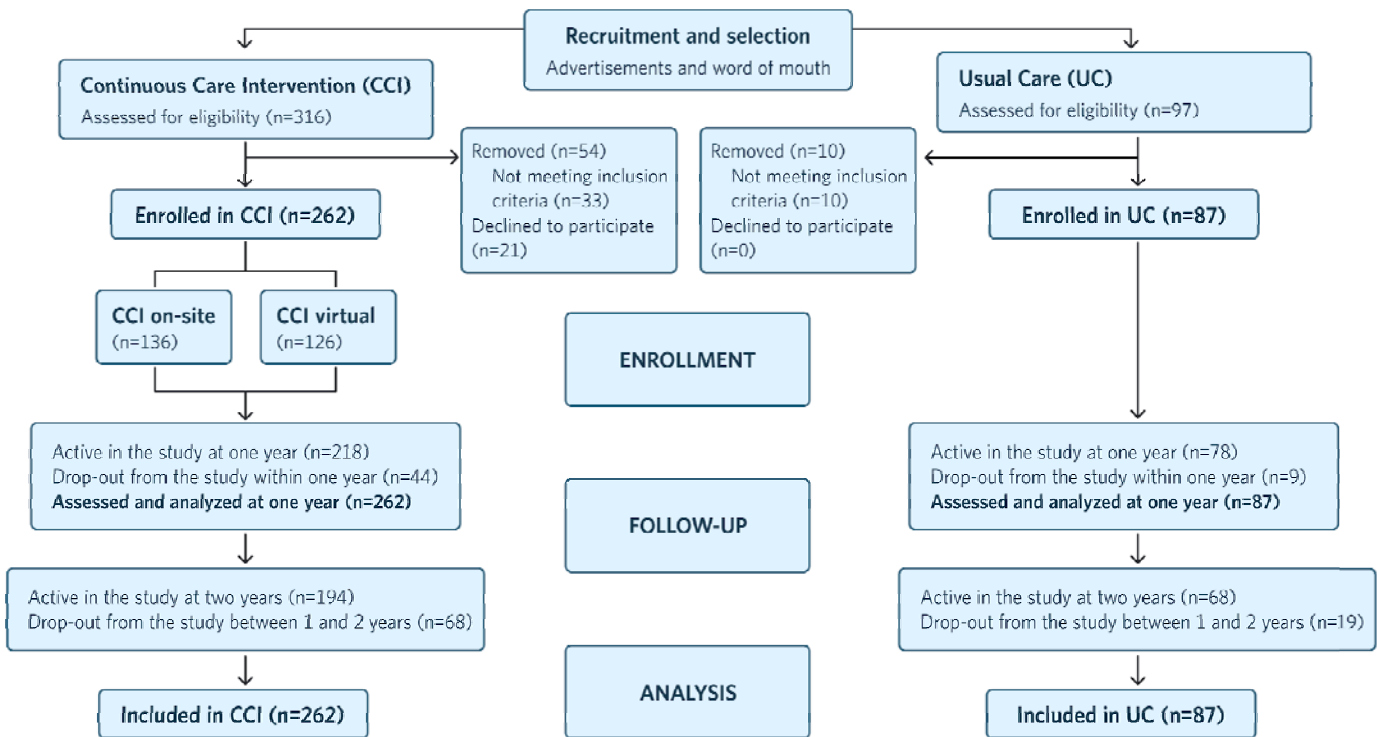 Recruitment and selection
Advertisements and word of mouth
Continuous Care Intervention (CCI)
Assessed for eligibility (n=316)
Usual Care (UC)
Assessed for eligibility (n=97)
Removed (n=54)
Not meeting inclusion
criteria (n=33)
Declined to participate
(n=21)
Removed (n=10)
Not meeting inclusion
criteria (n=10)
Declined to participate
(n=0)
Enrolled in CCI (n=262)
Enrolled in UC (n=87)
CCI on-site
(n=136)
CCI virtual
(n=126)
ENROLLMENT
Active in the study at one year (n=218)
Drop-out from the study within one year (n=44)
Assessed and analyzed at one year (n=262)
Active in the study at one year (n=78)
Drop-out from the study within one year (n=9)
Assessed and analyzed at one year (n=87)
FOLLOW-UP
Active in the study at two years (n=194)
Drop-out from the study between 1 and 2 years (n=68)
Active in the study at two years (n=68)
Drop-out from the study between 1 and 2 years (n=19)
ANALYSIS
Included in CCI (n=262)
Included in UC (n=87)